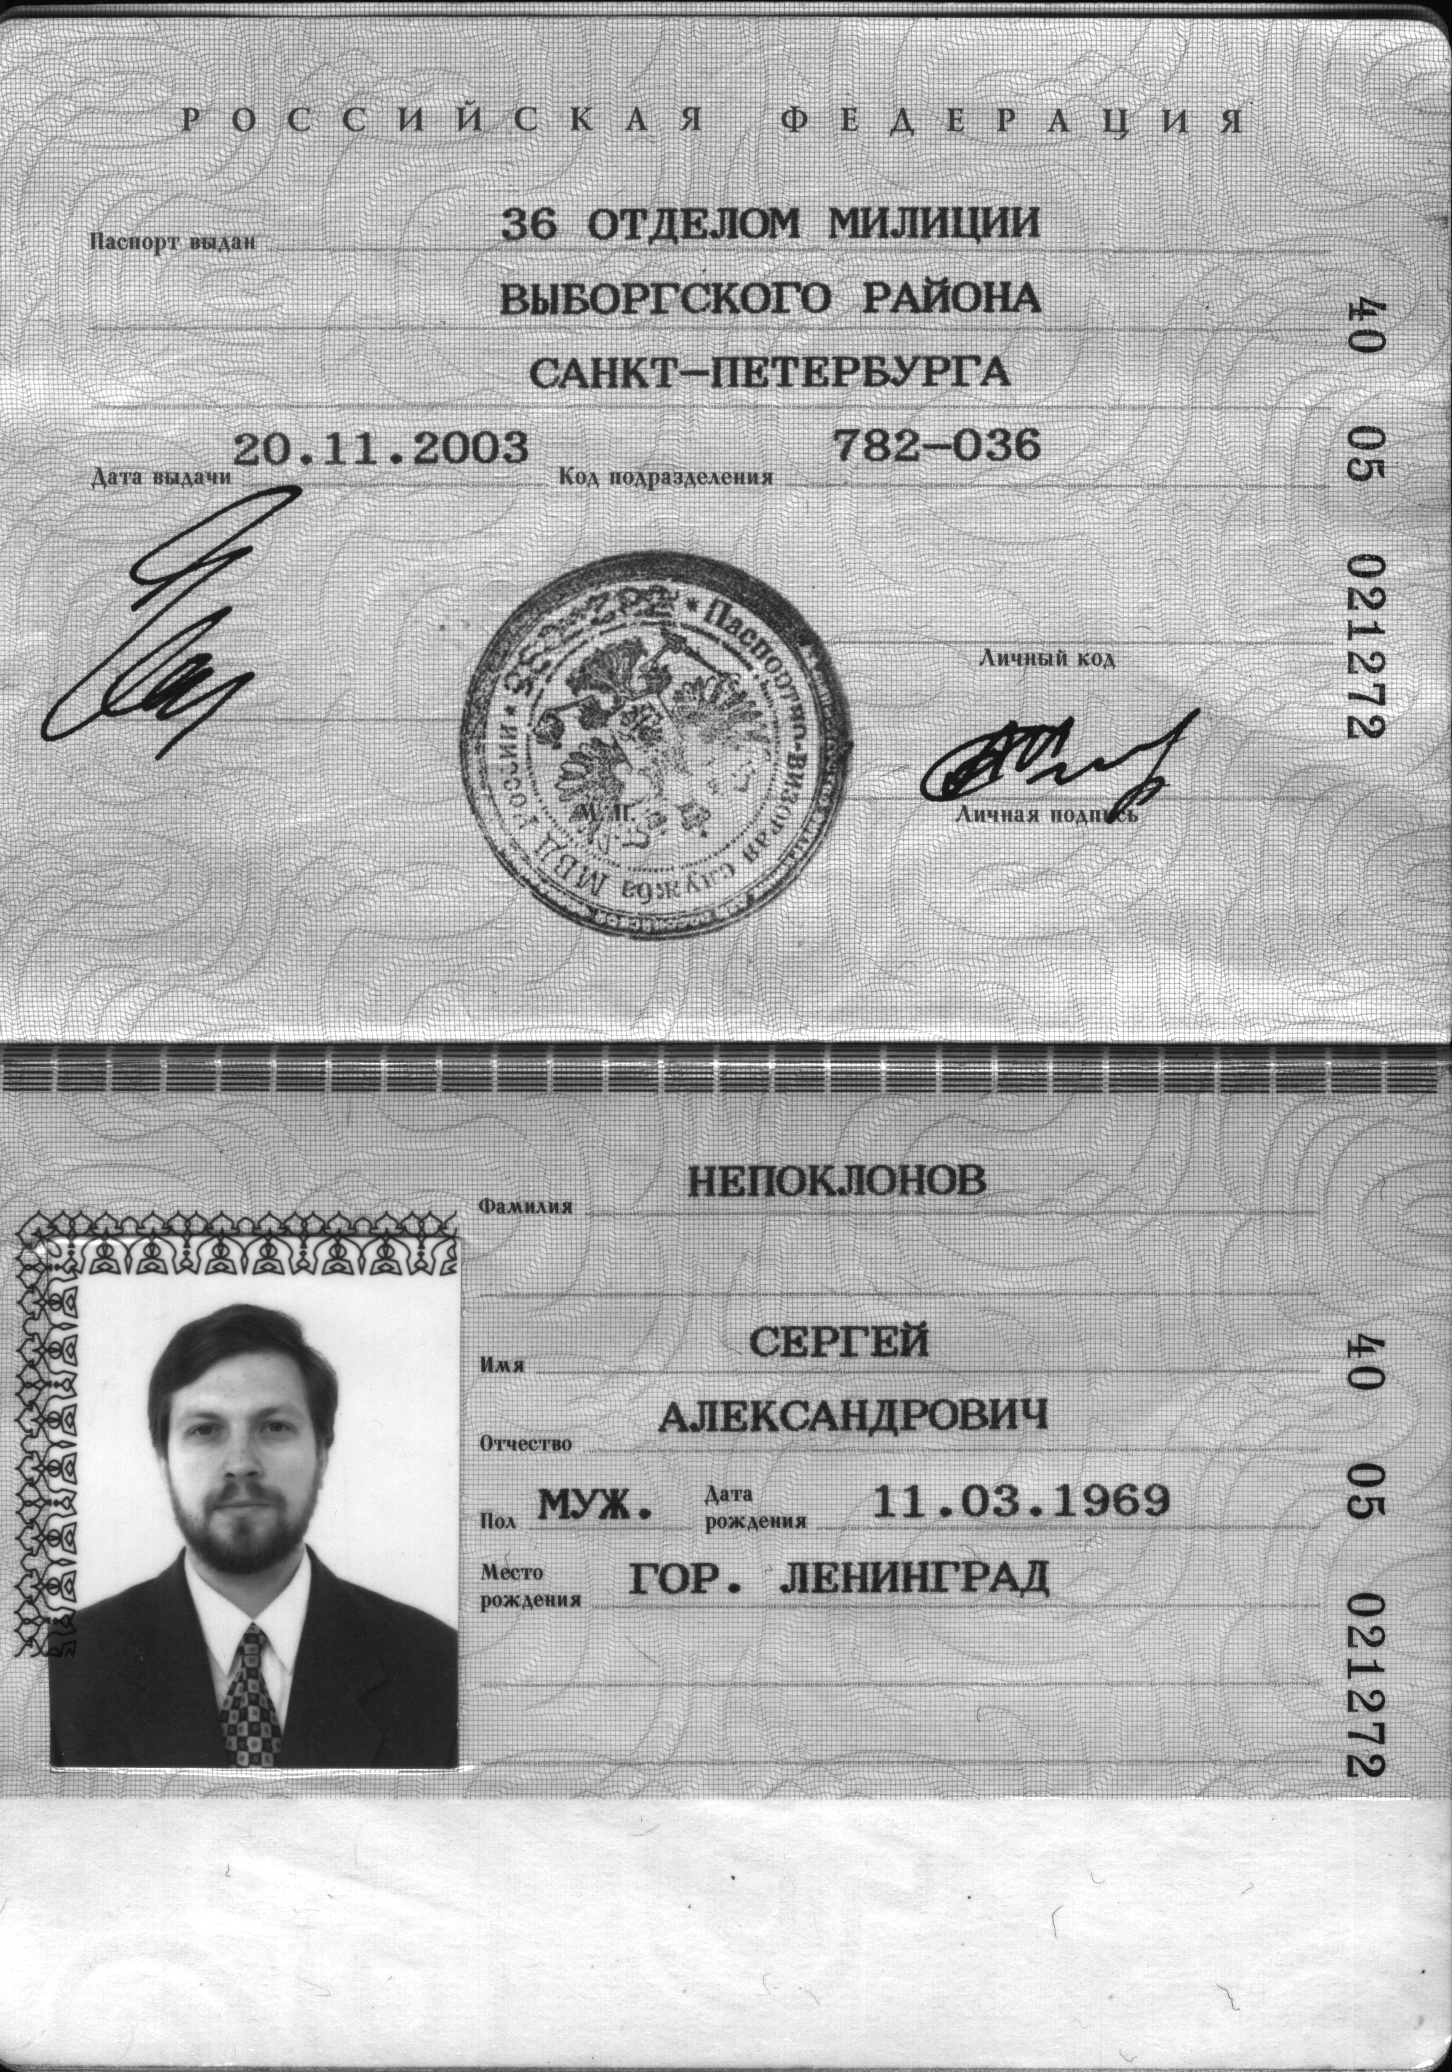 РОССИЙСКАЯ ФЕДЕРАЦИЯ
Паспорт выдан 36 ОТДЕЛОМ МИЛИЦИИ
ВЫБОРГСКОГО РАЙОНА
САНКТ-ПЕТЕРБУРГА
Дата выдачи 20.11.2003 Код подразделения 782-036
40 05 021272
Паспортно-Визовая служба МВД России
М.П.
Личный код
Личная подпись
Фамилия НЕПОКЛОНОВ
Имя СЕРГЕЙ
Отчество АЛЕКСАНДРОВИЧ
Пол МУЖ. Дата рождения 11.03.1969
Место рождения ГОР. ЛЕНИНГРАД
40 05 021272